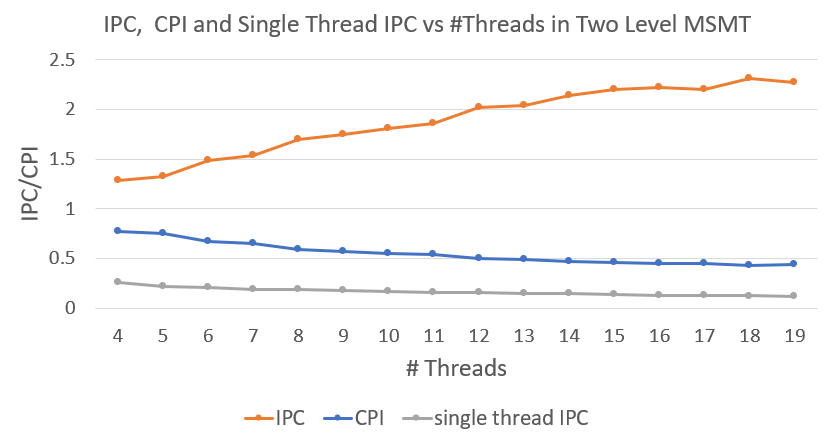 IPC,  CPI and Single Thread IPC vs #Threads in Two Level MSMT
2.5
2
1.5
1
0.5
0
IPC/CPI
4 5 6 7 8 9 10 11 12 13 14 15 16 17 18 19
# Threads
IPC CPI single thread IPC